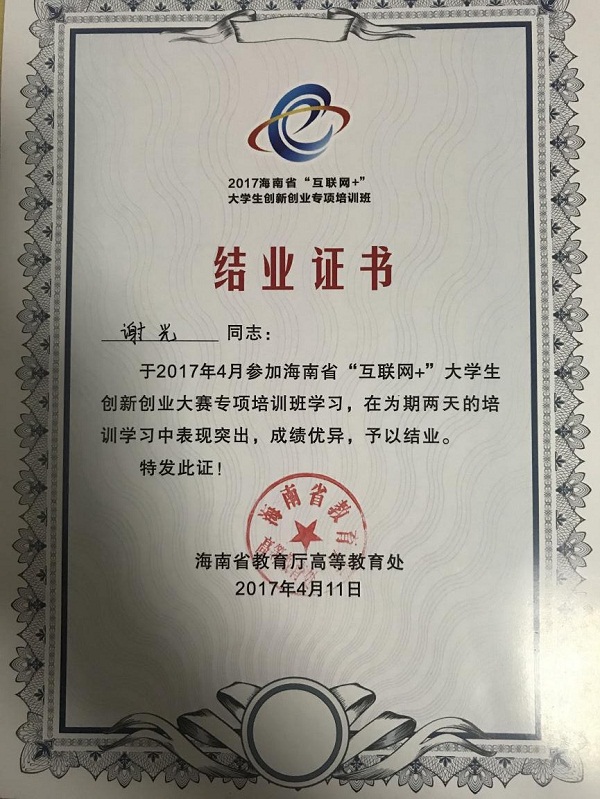 2017海南省“互联网+”
大学生创新创业专项培训班
结业证书
谢光 同志：
于2017年4月参加海南省“互联网+”大学生
创新创业大赛专项培训班学习，在为期两天的培
训学习中表现突出，成绩优异，予以结业。
特发此证！
海南省教育
海南省教育厅高等教育处
2017年4月11日